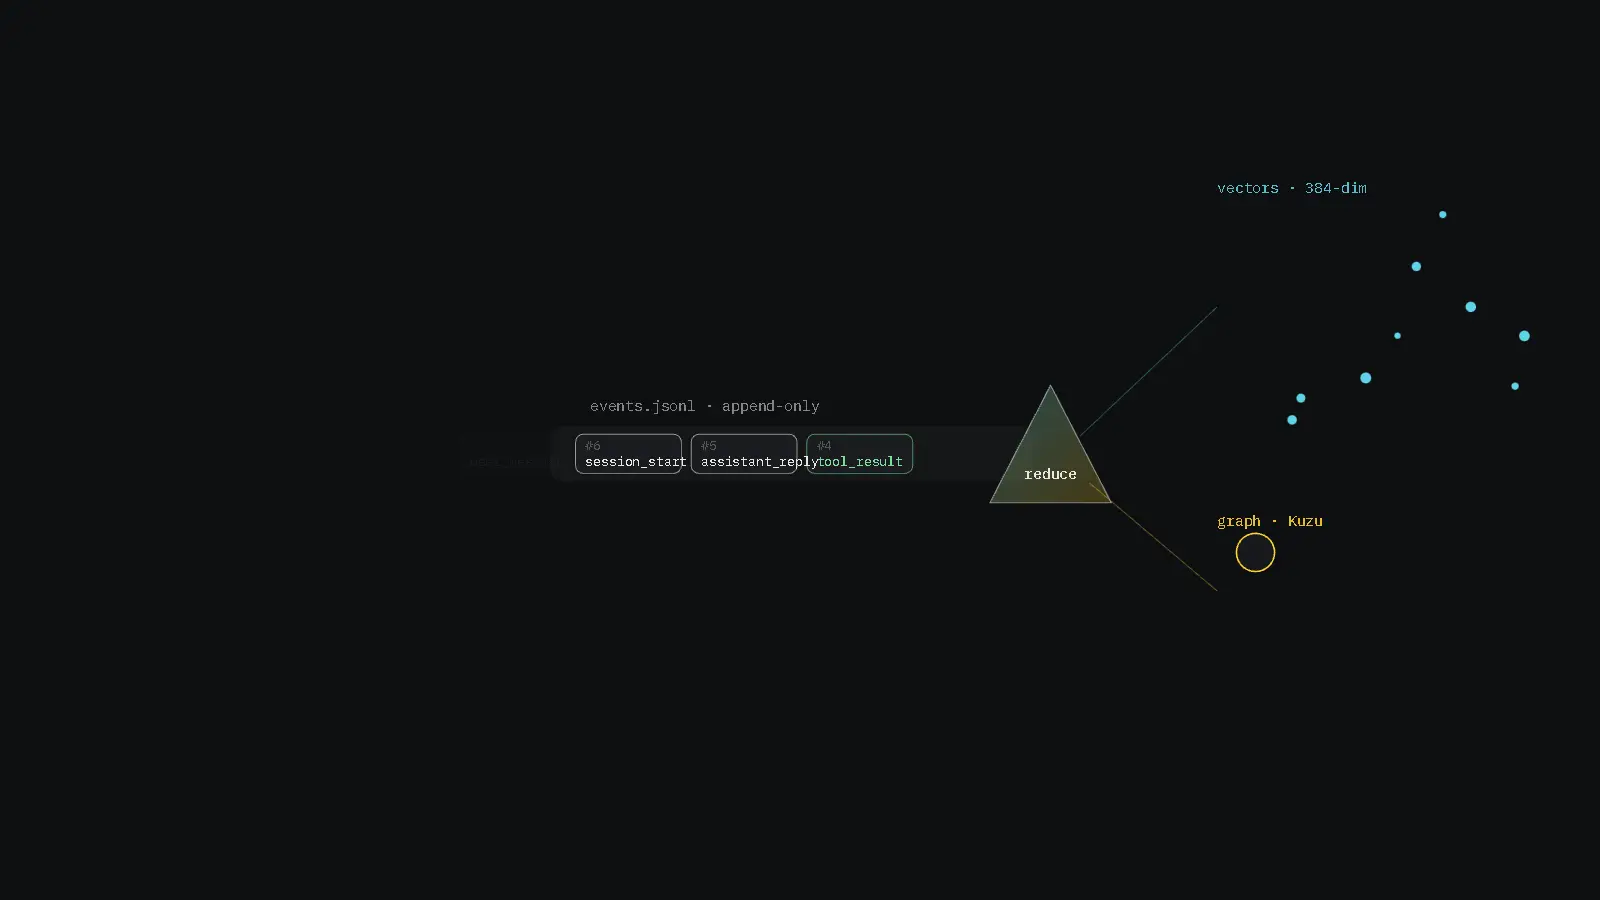 vectors · 384-dim
events.jsonl · append-only
#6
session_start
#5
assistant_reply
#4
tool_result
reduce
graph · Kuzu